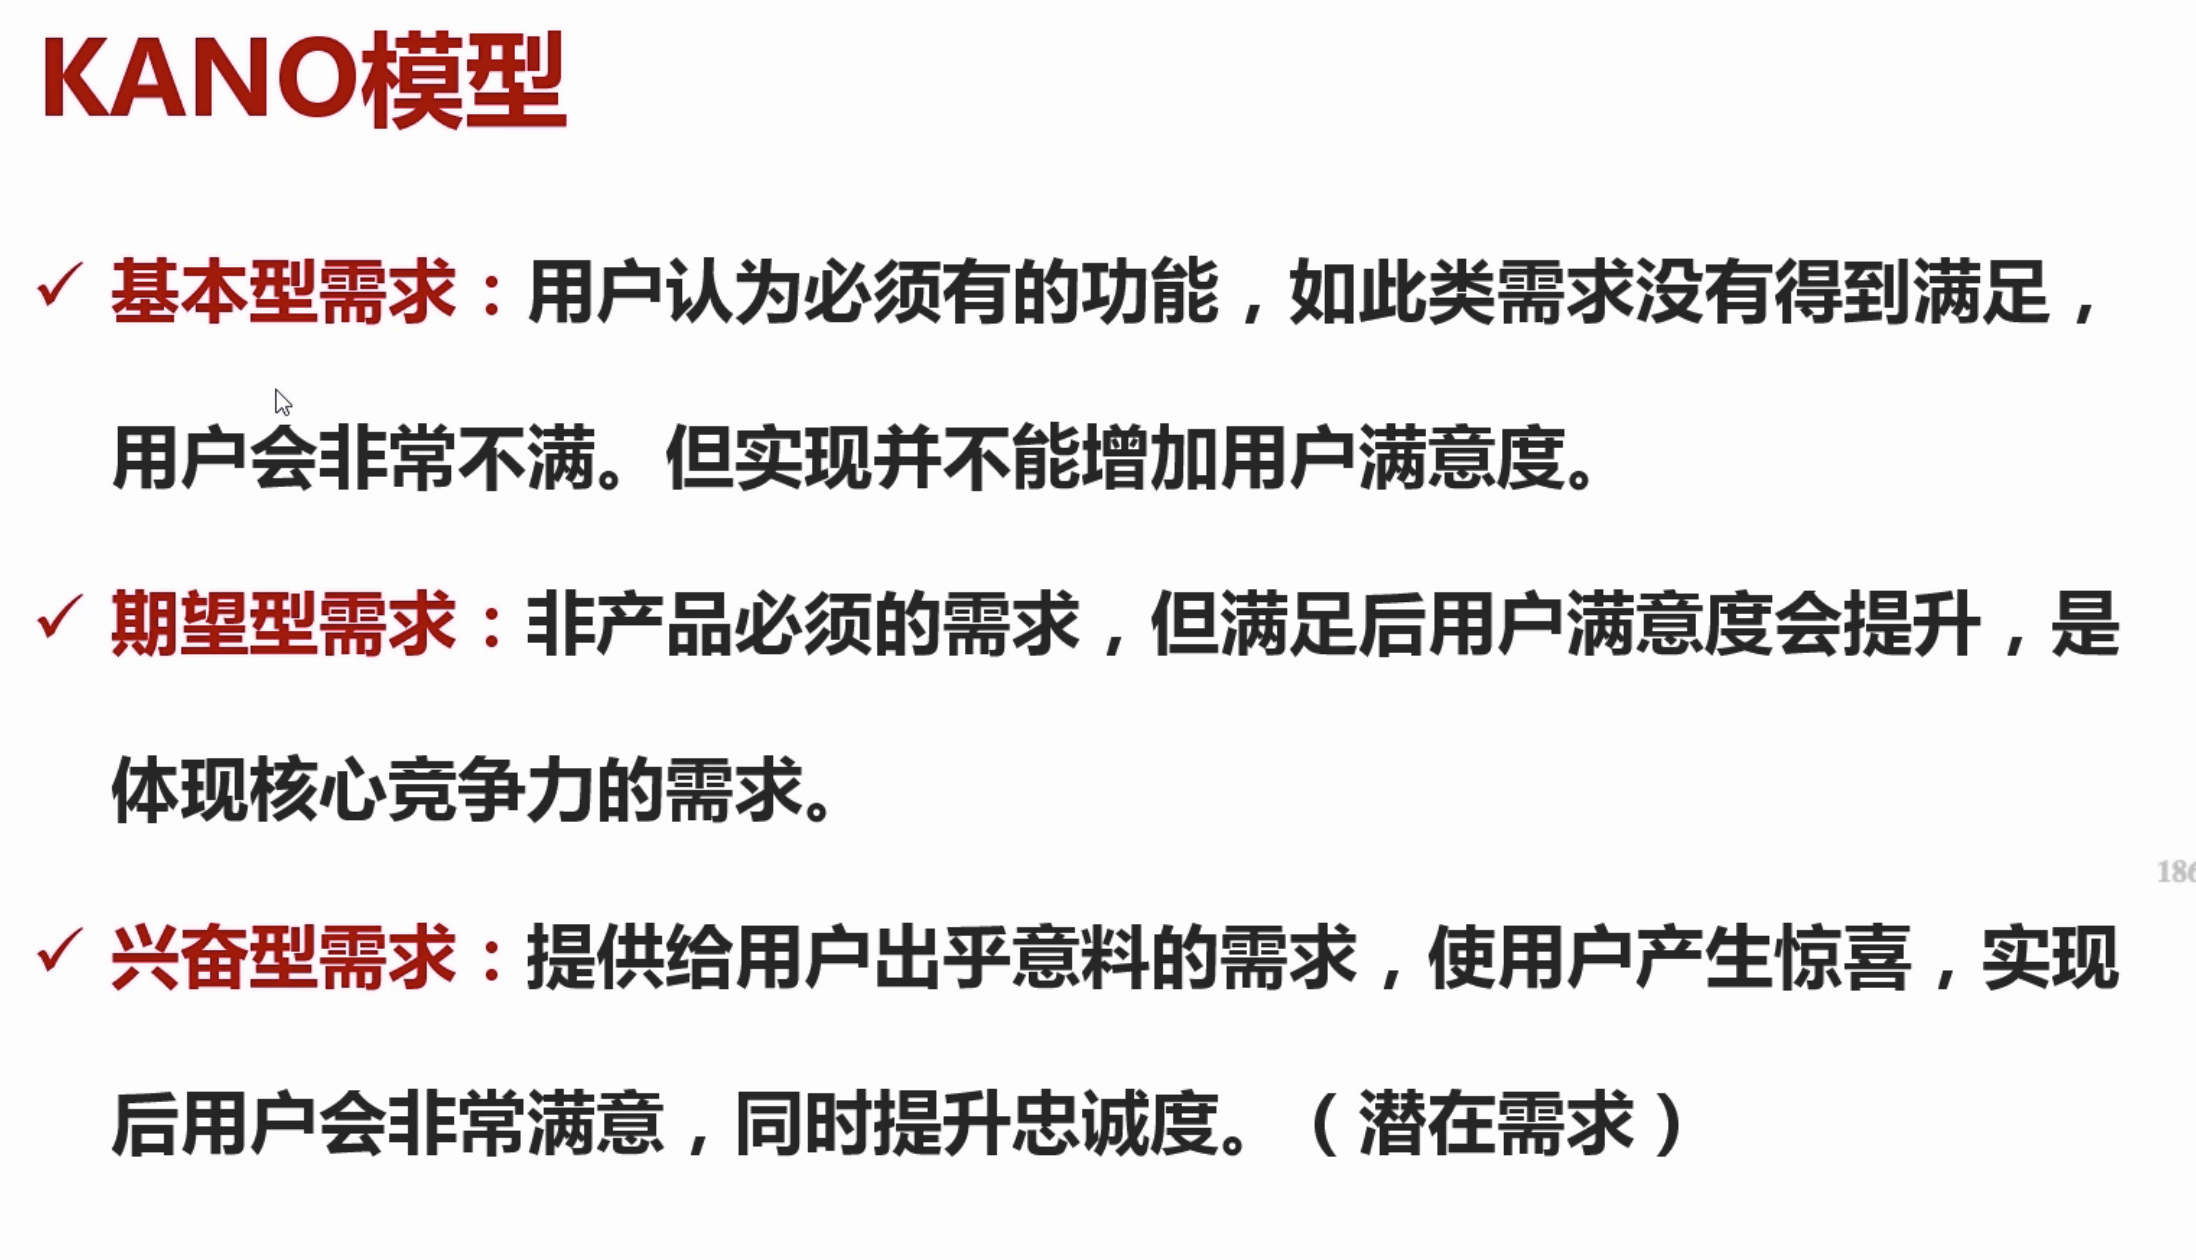 KANO模型
✓ 基本型需求：用户认为必须有的功能，如此类需求没有得到满足，
用户会非常不满。但实现并不能增加用户满意度。
✓ 期望型需求：非产品必须的需求，但满足后用户满意度会提升，是
体现核心竞争力的需求。
186
✓ 兴奋型需求：提供给用户出乎意料的需求，使用户产生惊喜，实现
后用户会非常满意，同时提升忠诚度。（潜在需求）